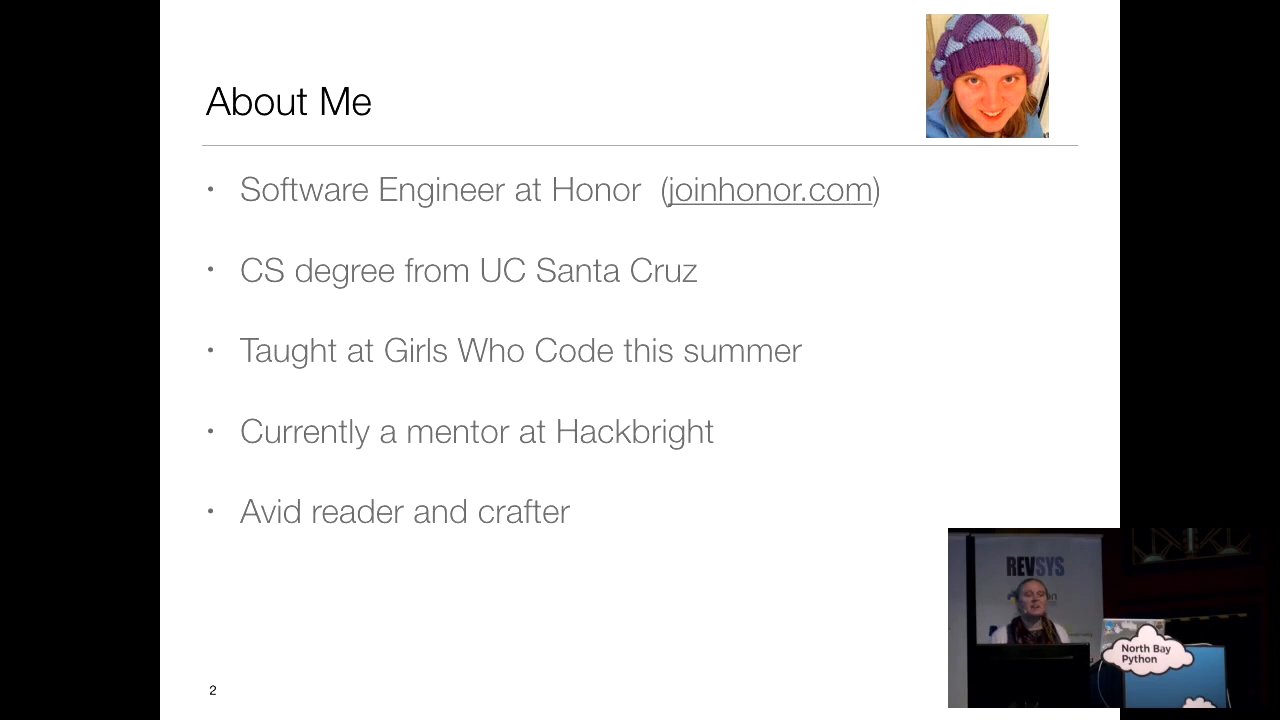 About Me
• Software Engineer at Honor (joinhonor.com)
• CS degree from UC Santa Cruz
• Taught at Girls Who Code this summer
• Currently a mentor at Hackbright
• Avid reader and crafter
2
REVSYS
North Bay
Python